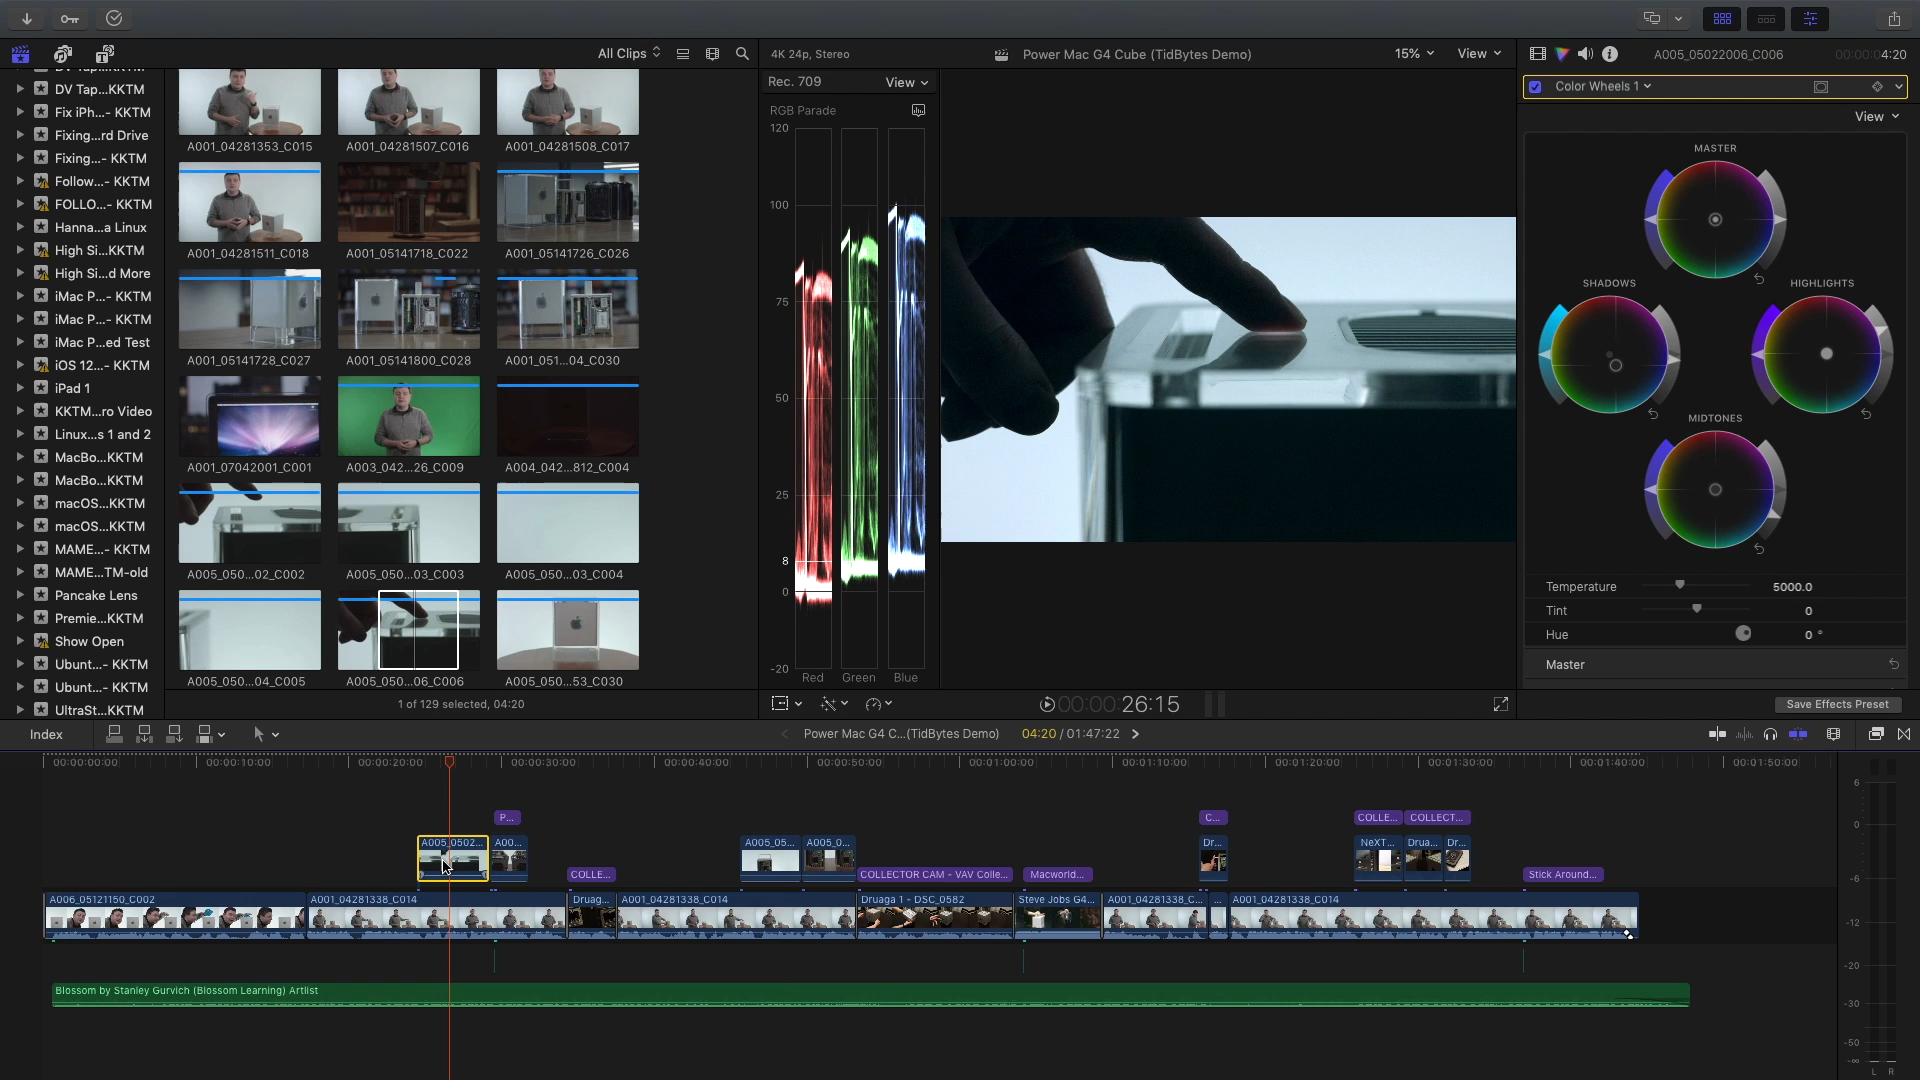 All Clips
4K 24p, Stereo
Power Mac G4 Cube (TidBytes Demo)
15%
View
A005_05022006_C006
00:00:04:20
DV Tap...KKTM
Fix iPh...- KKTM
Fixing...rd Drive
Fixing...- KKTM
Follow...- KKTM
FOLLO...- KKTM
Hanna...a Linux
High Si...KKTM
High Si...d More
iMac P...- KKTM
iMac P...- KKTM
iMac P...ed Test
iOS 12...- KKTM
iPad 1
KKTM...ro Video
Linux...s 1 and 2
MacBo...KKTM
MacBo...KKTM
macOS...KKTM
macOS...KKTM
MAME...- KKTM
MAME...TM-old
Pancake Lens
Premie...KKTM
Show Open
Ubunt...- KKTM
Ubunt...- KKTM
UltraSt...KKTM
A001_04281353_C015
A001_04281507_C016
A001_04281508_C017
A001_04281511_C018
A001_05141718_C022
A001_05141726_C026
A001_05141728_C027
A001_05141800_C028
A001_051...04_C030
A001_07042001_C001
A003_042...26_C009
A004_042...812_C004
A005_050...02_C002
A005_050...03_C003
A005_050...03_C004
A005_050...04_C005
A005_050...06_C006
A005_050...53_C030
1 of 129 selected, 04:20
Rec. 709
View
RGB Parade
120
100
75
50
25
8
0
-20
Red
Green
Blue
00:00:00:26:15
Color Wheels 1
View
MASTER
SHADOWS
HIGHLIGHTS
MIDTONES
Temperature 5000.0
Tint 0
Hue 0 °
Master
Save Effects Preset
Index
Power Mac G4 C...(TidBytes Demo)
04:20 / 01:47:22
00:00:00:00
00:00:10:00
00:00:20:00
00:00:30:00
00:00:40:00
00:00:50:00
00:01:00:00
00:01:10:00
00:01:20:00
00:01:30:00
00:01:40:00
00:01:50:00
P...
C...
COLLE...
COLLECT...
A005_0502...
A00...
A005_05...
A005_0...
Dr...
NeXT...
Drua...
Dr...
COLLE...
COLLECTOR CAM - VAV Colle...
Macworld...
Stick Around...
A006_05121150_C002
A001_04281338_C014
Druag...
A001_04281338_C014
Druaga 1 - DSC_0582
Steve Jobs G4...
A001_04281338_C...
...
A001_04281338_C014
Blossom by Stanley Gurvich (Blossom Learning) Artlist
6
0
-6
-12
-20
-30
-50
-∞
L R